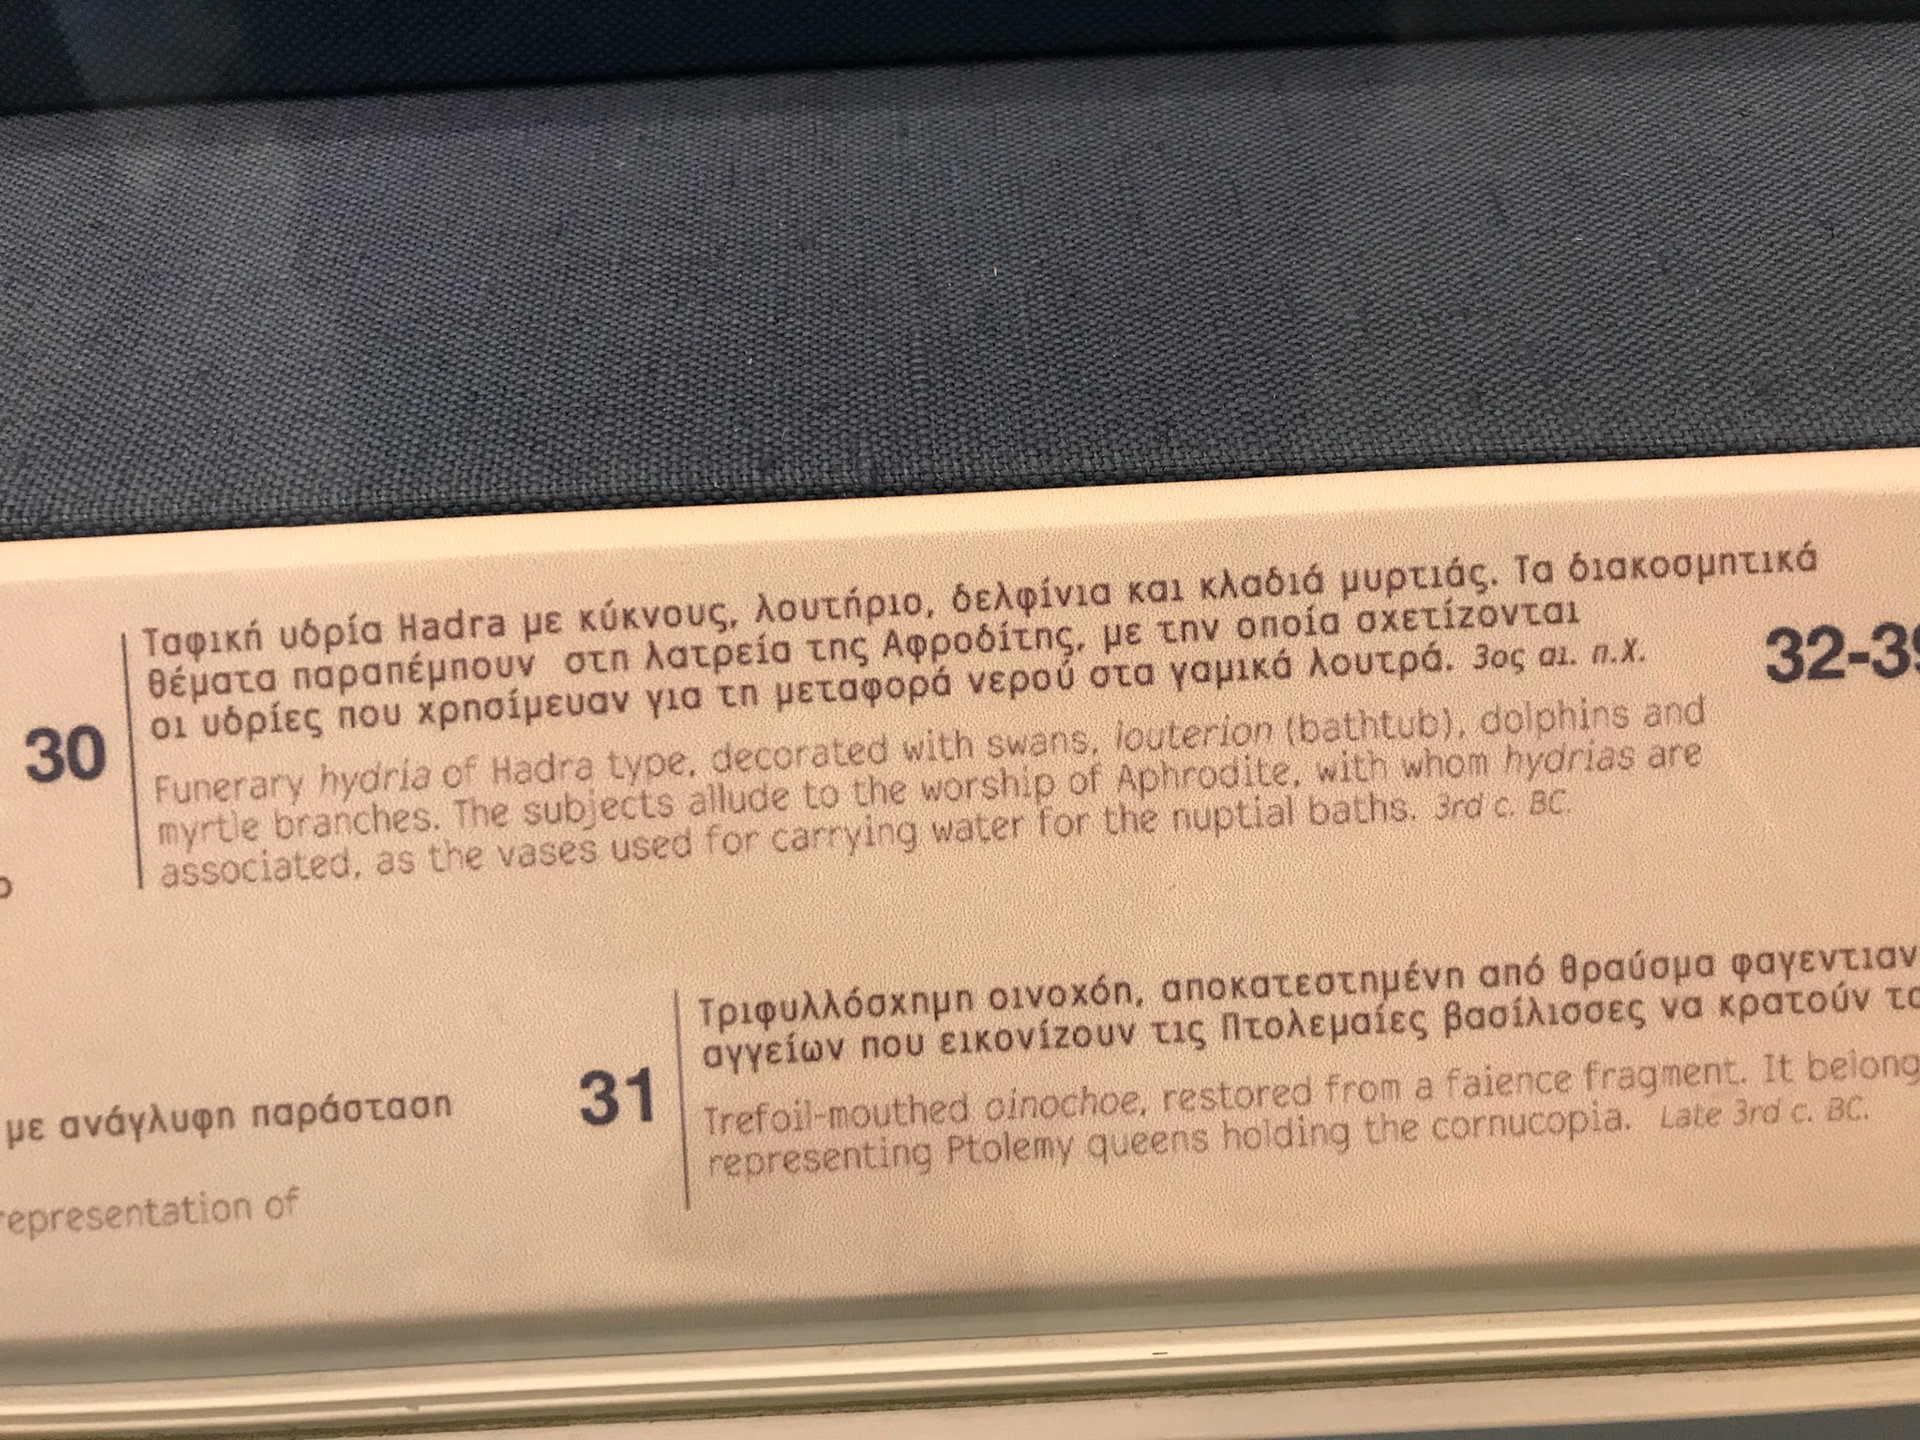 30
Ταφική υδρία Hadra με κύκνους, λουτήριο, δελφίνια και κλαδιά μυρτιάς. Τα διακοσμητικά
θέματα παραπέμπουν στη λατρεία της Αφροδίτης, με την οποία σχετίζονται
οι υδρίες που χρησίμευαν για τη μεταφορά νερού στα γαμικά λουτρά. 3ος αι. π.Χ.
Funerary hydria of Hadra type, decorated with swans, louterion (bathtub), dolphins and
myrtle branches. The subjects allude to the worship of Aphrodite, with whom hydrias are
associated, as the vases used for carrying water for the nuptial baths. 3rd c. BC.
32-39
με ανάγλυφη παράσταση
representation of
31
Τριφυλλόσχημη οινοχόη, αποκατεστημένη από θραύσμα φαγεντιαν
αγγείων που εικονίζουν τις Πτολεμαίες βασίλισσες να κρατούν το
Trefoil-mouthed oinochoe, restored from a faience fragment. It belong
representing Ptolemy queens holding the cornucopia. Late 3rd c. BC.